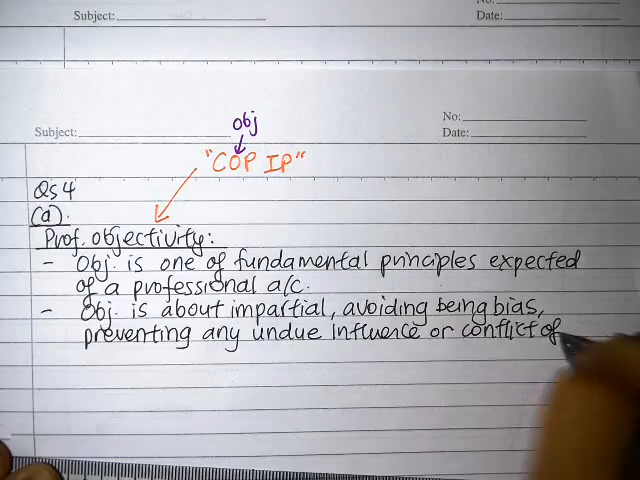 No:
Subject:
Date:
obj
No:
Subject:
Date:
"COP IP"
Qs 4
(a).
Prof. objectivity:
- Obj. is one of fundamental principles expected
of a professional a/c.
- Obj. is about impartial, avoiding being bias,
preventing any undue influence or conflict of